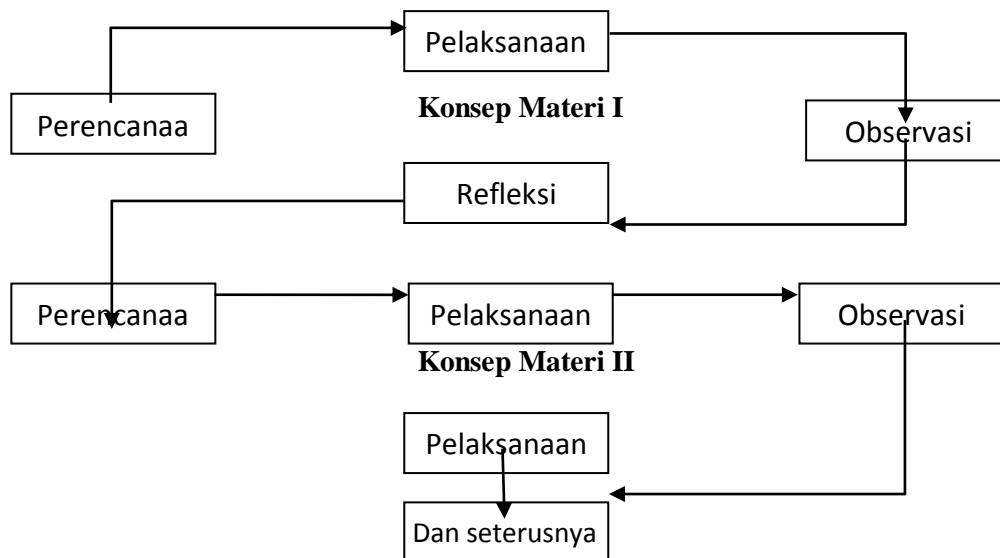 Pelaksanaan
Konsep Materi I
Perencanaa
Observasi
Refleksi
Perencanaa
Pelaksanaan
Observasi
Konsep Materi II
Pelaksanaan
Dan seterusnya